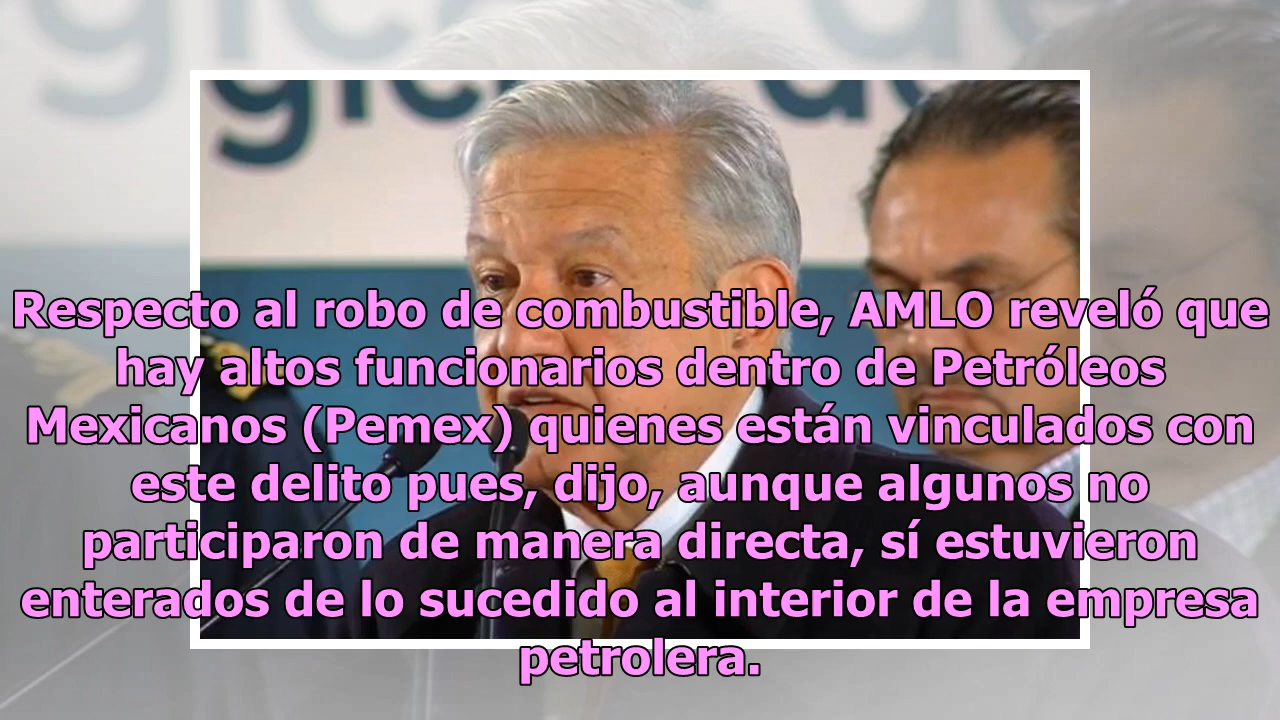 Respecto al robo de combustible, AMLO reveló que
hay altos funcionarios dentro de Petróleos
Mexicanos (Pemex) quienes están vinculados con
este delito pues, dijo, aunque algunos no
participaron de manera directa, sí estuvieron
enterados de lo sucedido al interior de la empresa
petrolera.